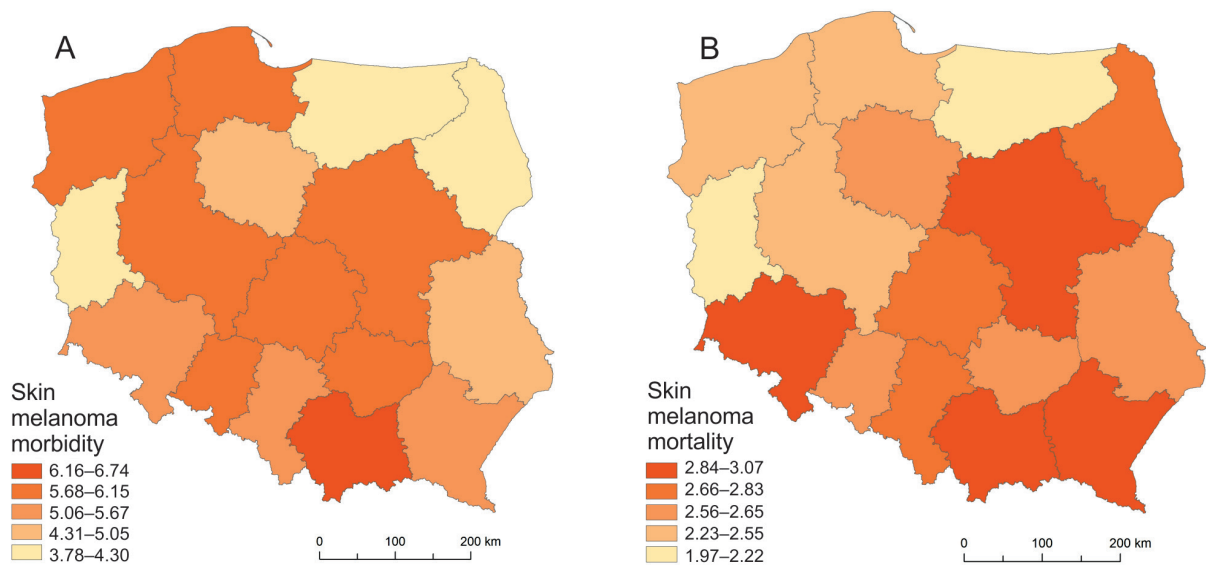 A
Skin
melanoma
morbidity
6.16–6.74
5.68–6.15
5.06–5.67
4.31–5.05
3.78–4.30
0 100 200 km
B
Skin
melanoma
mortality
2.84–3.07
2.66–2.83
2.56–2.65
2.23–2.55
1.97–2.22
0 100 200 km